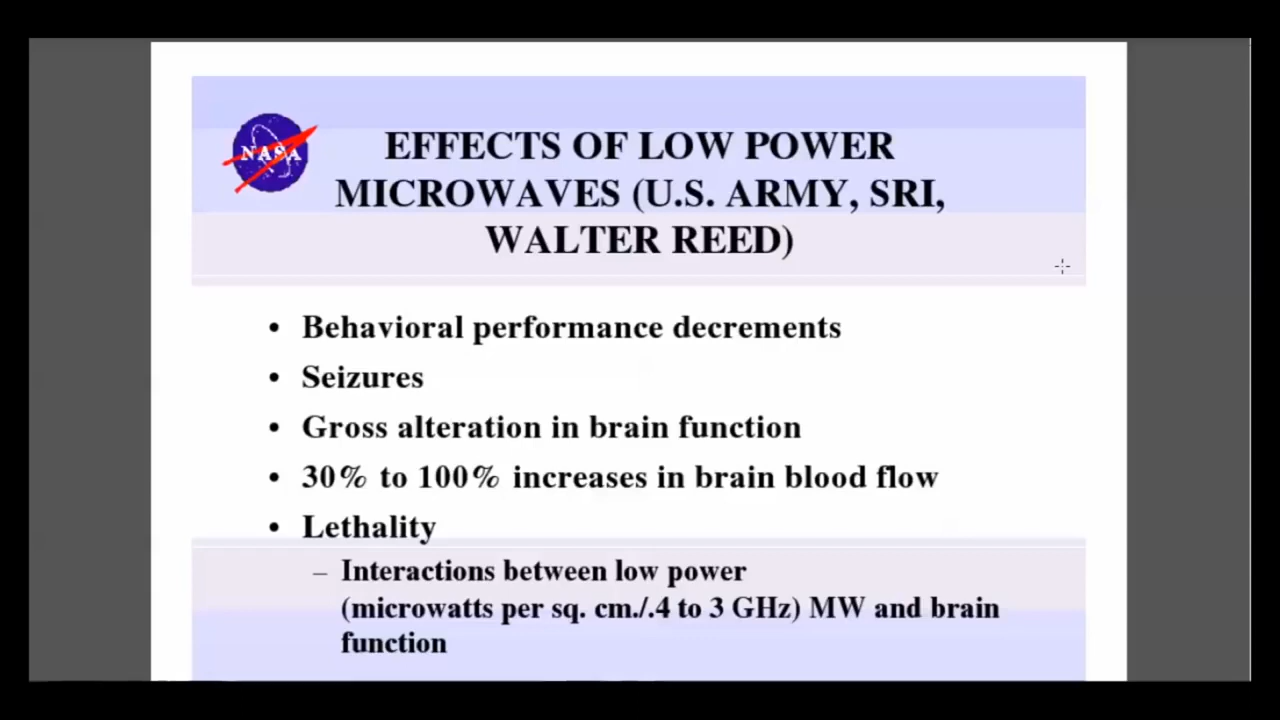 NASA
EFFECTS OF LOW POWER
MICROWAVES (U.S. ARMY, SRI,
WALTER REED)
• Behavioral performance decrements
• Seizures
• Gross alteration in brain function
• 30% to 100% increases in brain blood flow
• Lethality
– Interactions between low power
(microwatts per sq. cm./.4 to 3 GHz) MW and brain
function